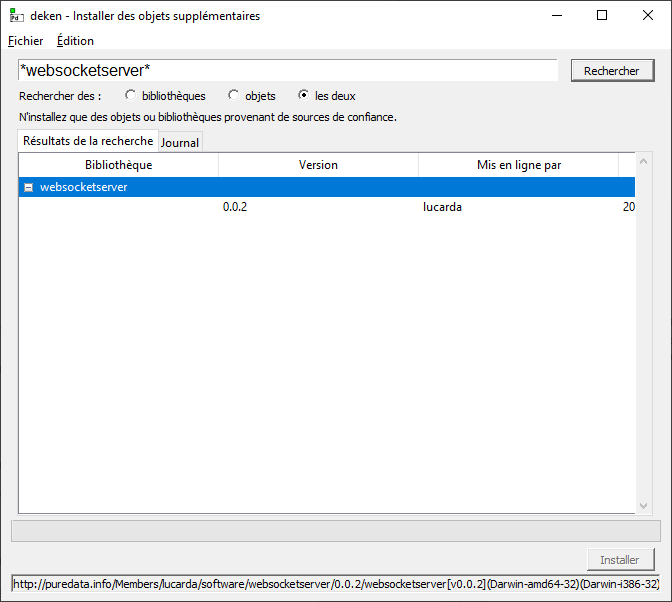 deken - Installer des objets supplémentaires
Fichier Édition
*websocketserver* Rechercher
Rechercher des : bibliothèques objets les deux
N'installez que des objets ou bibliothèques provenant de sources de confiance.
Résultats de la recherche Journal
Bibliothèque Version Mis en ligne par
websocketserver
0.0.2 lucarda 20
Installer
http://puredata.info/Members/lucarda/software/websocketserver/0.0.2/websocketserver[v0.0.2](Darwin-amd64-32)(Darwin-i386-32)